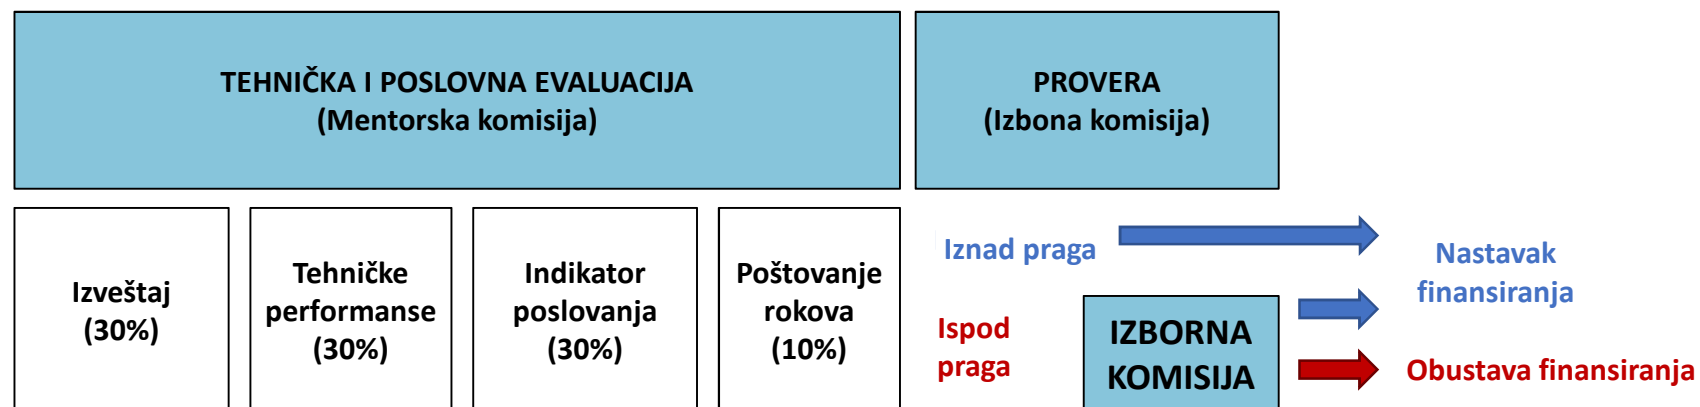 TEHNIČKA I POSLOVNA EVALUACIJA
(Mentorska komisija)
PROVERA
(Izbona komisija)
Izveštaj
(30%)
Tehničke
performanse
(30%)
Indikator
poslovanja
(30%)
Poštovanje
rokova
(10%)
Iznad praga
Nastavak
finansiranja
Ispod
praga
IZBORNA
KOMISIJA
Obustava finansiranja